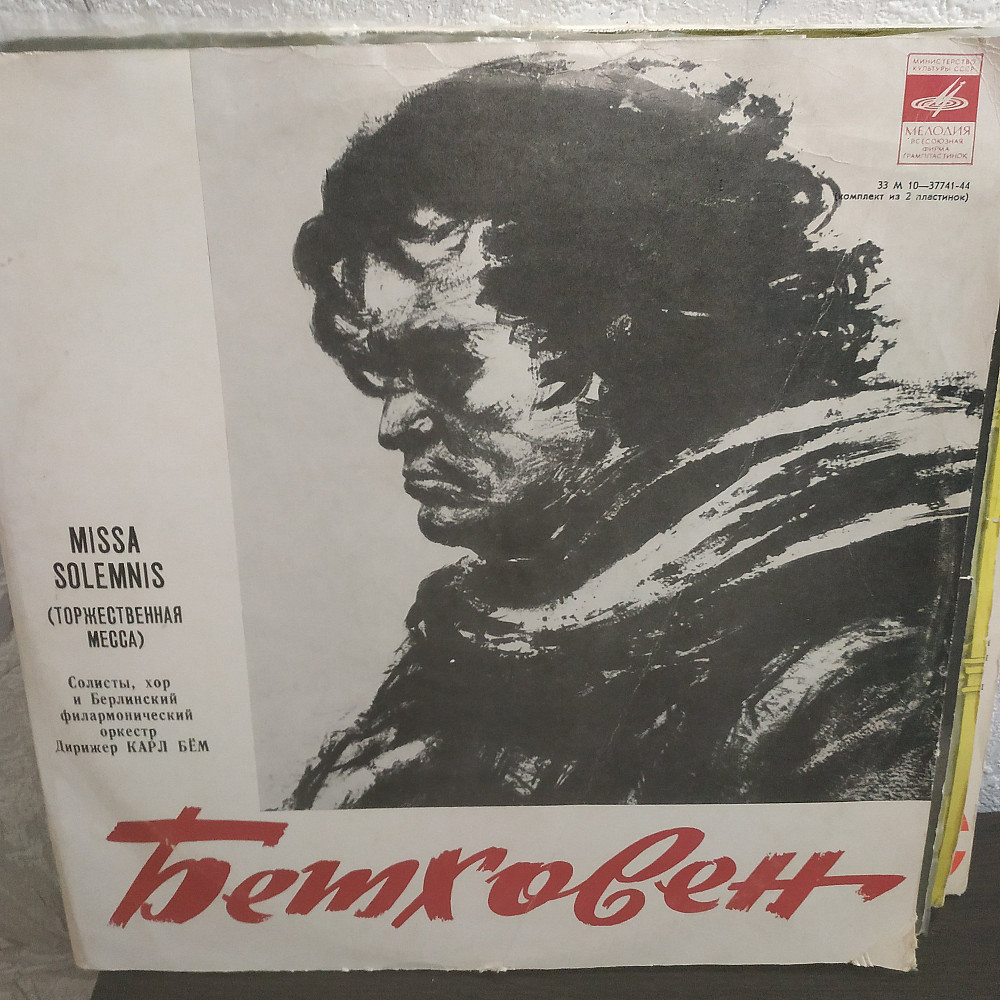 МИНИСТЕРСТВО
КУЛЬТУРЫ СССР
МЕЛОДИЯ
ВСЕСОЮЗНАЯ
ФИРМА
ГРАМПЛАСТИНОК
33 М 10—37741-44
(комплект из 2 пластинок)
MISSA
SOLEMNIS
(ТОРЖЕСТВЕННАЯ
МЕССА)
Солисты, хор
и Берлинский
филармонический
оркестр
Дирижер КАРЛ БЁМ
Бетховен